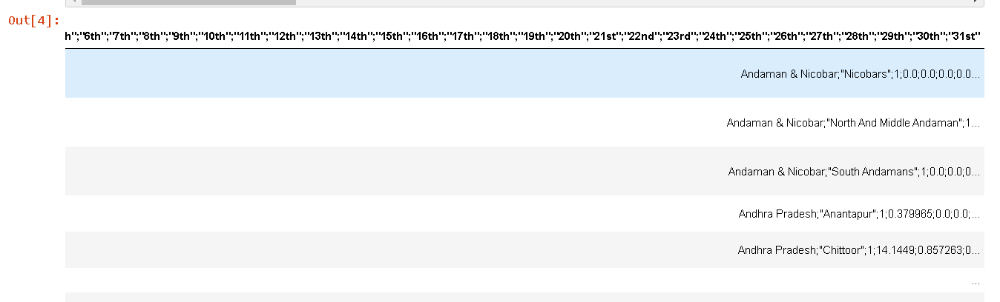 Out[4]:
h";"6th";"7th";"8th";"9th";"10th";"11th";"12th";"13th";"14th";"15th";"16th";"17th";"18th";"19th";"20th";"21st";"22nd";"23rd";"24th";"25th";"26th";"27th";"28th";"29th";"30th";"31st"
Andaman & Nicobar;"Nicobars";1;0.0;0.0;0.0;0.0...
Andaman & Nicobar;"North And Middle Andaman";1...
Andaman & Nicobar;"South Andamans";1;0.0;0.0;0...
Andhra Pradesh;"Anantapur";1;0.379965;0.0;0.0;...
Andhra Pradesh;"Chittoor";1;14.1449;0.857263;0...
...